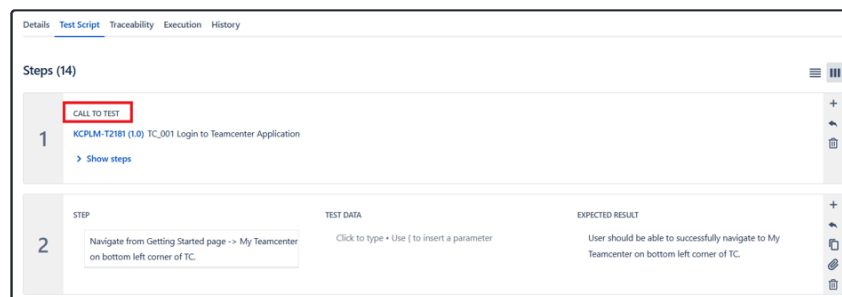 Details Test Script Traceability Execution History
Steps (14)
1
CALL TO TEST
KCPLM-T2181 (1.0) TC_001 Login to Teamcenter Application
> Show steps
2
STEP
Navigate from Getting Started page -> My Teamcenter
on bottom left corner of TC.
TEST DATA
Click to type • Use { to insert a parameter
EXPECTED RESULT
User should be able to successfully navigate to My
Teamcenter on bottom left corner of TC.